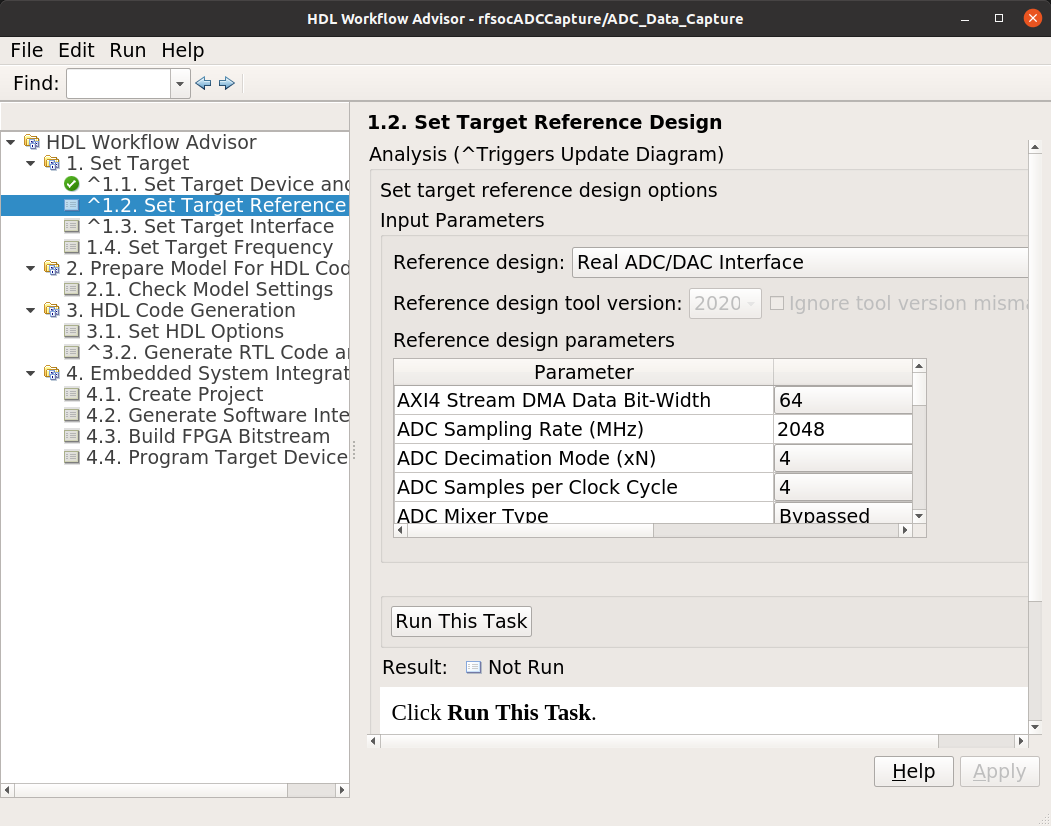 HDL Workflow Advisor - rfsocADCCapture/ADC_Data_Capture
File Edit Run Help
Find:
HDL Workflow Advisor
1. Set Target
^1.1. Set Target Device and
^1.2. Set Target Reference
^1.3. Set Target Interface
1.4. Set Target Frequency
2. Prepare Model For HDL Cod
2.1. Check Model Settings
3. HDL Code Generation
3.1. Set HDL Options
^3.2. Generate RTL Code a
4. Embedded System Integrat
4.1. Create Project
4.2. Generate Software Inte
4.3. Build FPGA Bitstream
4.4. Program Target Device
1.2. Set Target Reference Design
Analysis (^Triggers Update Diagram)
Set target reference design options
Input Parameters
Reference design: Real ADC/DAC Interface
Reference design tool version: 2020 Ignore tool version misma
Reference design parameters
Parameter
AXI4 Stream DMA Data Bit-Width 64
ADC Sampling Rate (MHz) 2048
ADC Decimation Mode (xN) 4
ADC Samples per Clock Cycle 4
ADC Mixer Type Bypassed
Run This Task
Result: Not Run
Click Run This Task.
Help Apply